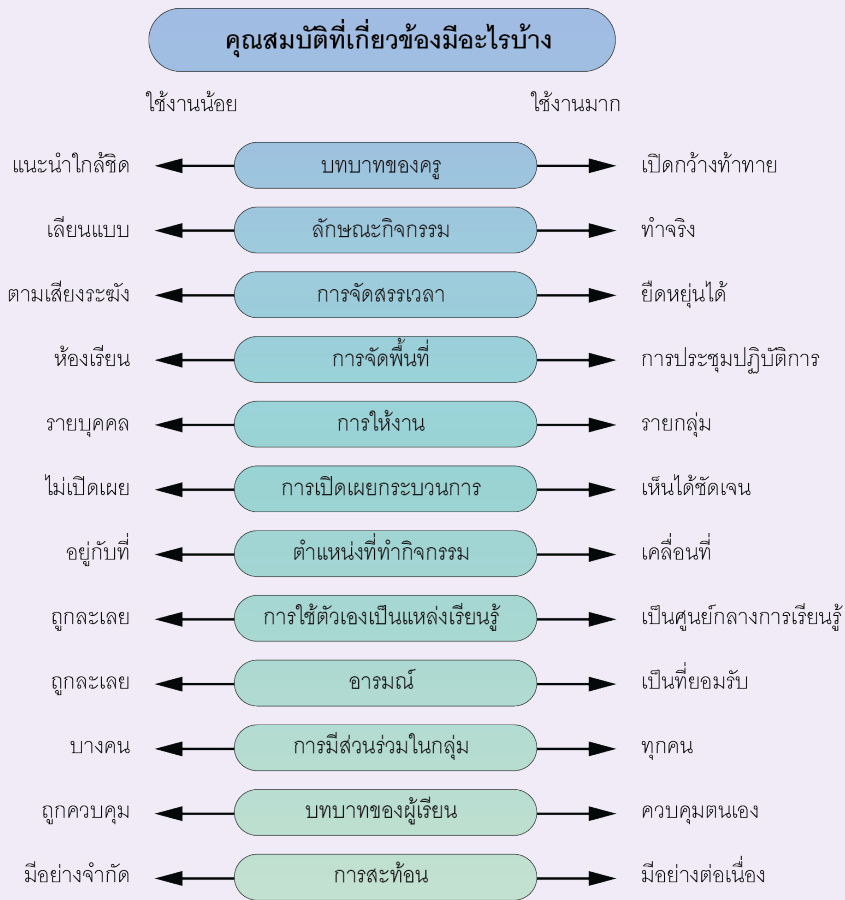 คุณสมบัติที่เกี่ยวข้องมีอะไรบ้าง
ใช้งานน้อย ใช้งานมาก
แนะนำใกล้ชิด บทบาทของครู เปิดกว้างท้าทาย
เลียนแบบ ลักษณะกิจกรรม ทำจริง
ตามเสียงระฆัง การจัดสรรเวลา ยืดหยุ่นได้
ห้องเรียน การจัดพื้นที่ การประชุมปฏิบัติการ
รายบุคคล การให้งาน รายกลุ่ม
ไม่เปิดเผย การเปิดเผยกระบวนการ เห็นได้ชัดเจน
อยู่กับที่ ตำแหน่งที่ทำกิจกรรม เคลื่อนที่
ถูกละเลย การใช้ตัวเองเป็นแหล่งเรียนรู้ เป็นศูนย์กลางการเรียนรู้
ถูกละเลย อารมณ์ เป็นที่ยอมรับ
บางคน การมีส่วนร่วมในกลุ่ม ทุกคน
ถูกควบคุม บทบาทของผู้เรียน ควบคุมตนเอง
มีอย่างจำกัด การสะท้อน มีอย่างต่อเนื่อง